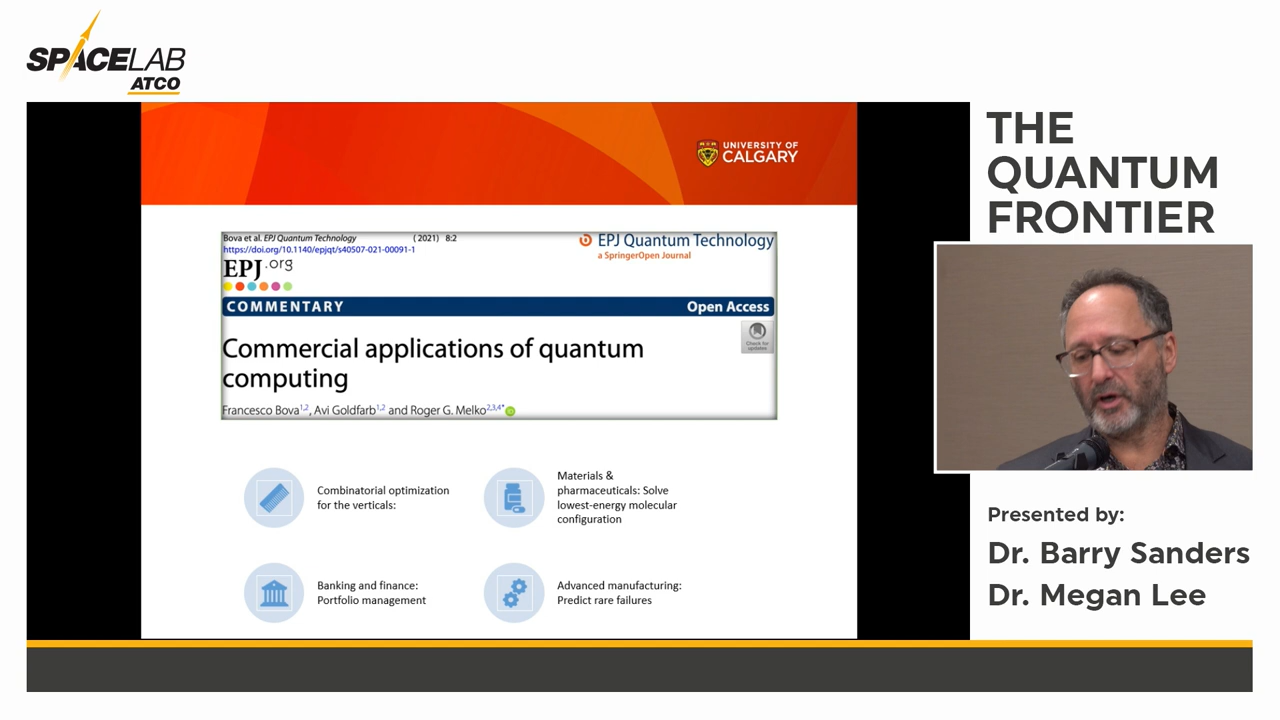 SPACELAB
ATCO
UNIVERSITY OF
CALGARY
THE
QUANTUM
FRONTIER
Bova et al. EPJ Quantum Technology (2021) 8:2
https://doi.org/10.1140/epjqt/s40507-021-00091-1
EPJ Quantum Technology
a SpringerOpen Journal
EPJ.org
COMMENTARY Open Access
Check for
updates
Commercial applications of quantum
computing
Francesco Bova1,2, Avi Goldfarb1,2 and Roger G. Melko2,3,4*
Combinatorial optimization
for the verticals:
Materials &
pharmaceuticals: Solve
lowest-energy molecular
configuration
Banking and finance:
Portfolio management
Advanced manufacturing:
Predict rare failures
Presented by:
Dr. Barry Sanders
Dr. Megan Lee